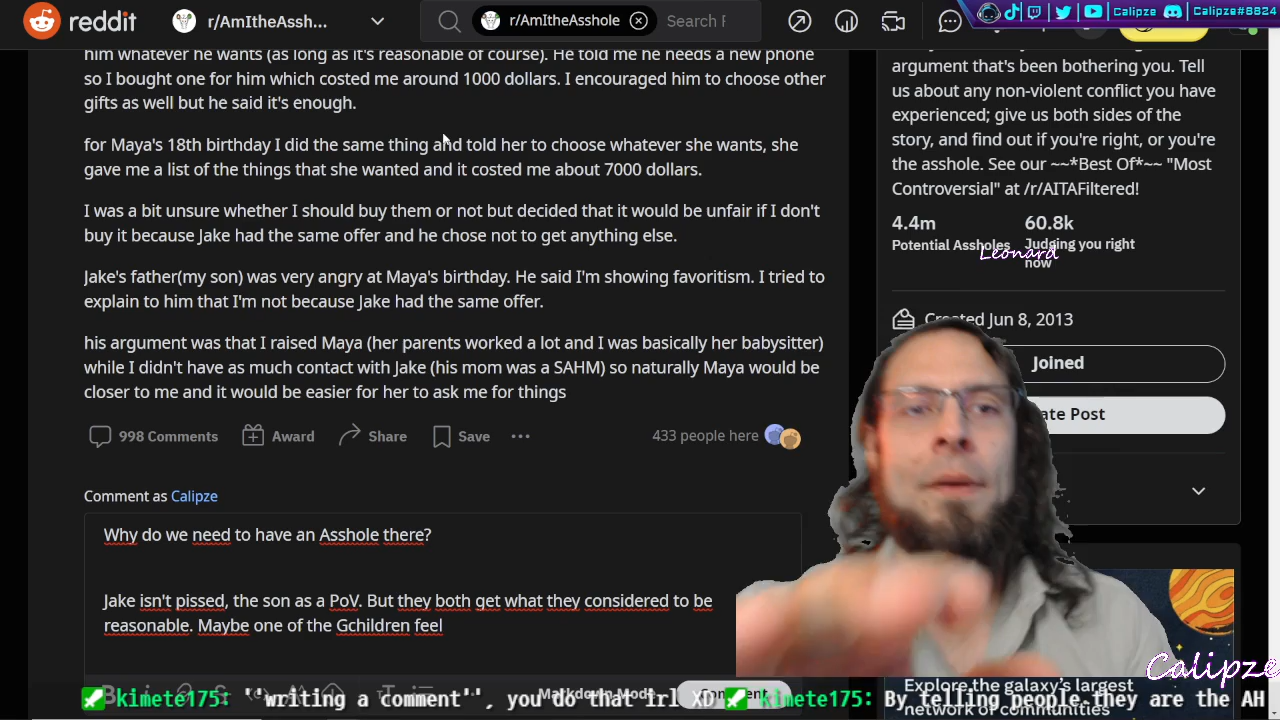 reddit
r/AmItheAssh...
r/AmItheAsshole
Search F
Calipze
Calipze#8824
him whatever he wants (as long as it's reasonable of course). He told me he needs a new phone
so I bought one for him which costed me around 1000 dollars. I encouraged him to choose other
gifts as well but he said it's enough.
for Maya's 18th birthday I did the same thing and told her to choose whatever she wants, she
gave me a list of the things that she wanted and it costed me about 7000 dollars.
I was a bit unsure whether I should buy them or not but decided that it would be unfair if I don't
buy it because Jake had the same offer and he chose not to get anything else.
Jake's father(my son) was very angry at Maya's birthday. He said I'm showing favoritism. I tried to
explain to him that I'm not because Jake had the same offer.
his argument was that I raised Maya (her parents worked a lot and I was basically her babysitter)
while I didn't have as much contact with Jake (his mom was a SAHM) so naturally Maya would be
closer to me and it would be easier for her to ask me for things
998 Comments
Award
Share
Save
433 people here
Comment as Calipze
Why do we need to have an Asshole there?
Jake isn't pissed, the son as a PoV. But they both get what they considered to be
reasonable. Maybe one of the Gchildren feel
Markdown Mode
Comment
argument that's been bothering you. Tell
us about any non-violent conflict you have
experienced; give us both sides of the
story, and find out if you're right, or you're
the asshole. See our ~~*Best Of*~~ "Most
Controversial" at /r/AITAFiltered!
4.4m
60.8k
Potential Assholes
Judging you right
now
Leonard
Created Jun 8, 2013
Joined
ate Post
Calipze
Explore the galaxy's largest
network of communities
kimete175: ''writing a comment'', you do that irl XD
kimete175: By telling people they are the AH